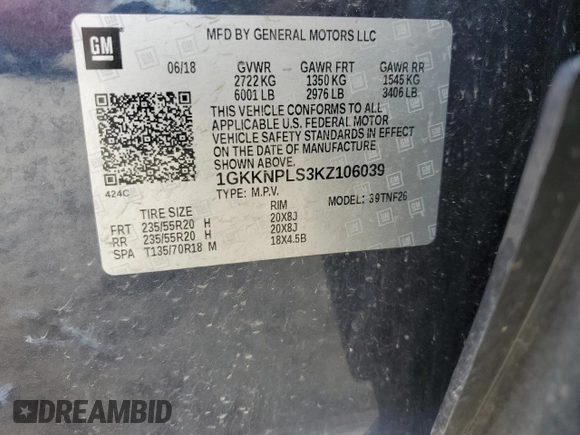 GM
MFD BY GENERAL MOTORS LLC
06/18 GVWR GAWR FRT GAWR RR
2722 KG 1350 KG 1545 KG
6001 LB 2976 LB 3406 LB
THIS VEHICLE CONFORMS TO ALL
APPLICABLE U.S. FEDERAL MOTOR
VEHICLE SAFETY STANDARDS IN EFFECT
ON THE DATE OF MANUFACTURE
SHOWN ABOVE.
424C
1GKKNPLS3KZ106039
TYPE: M.P.V. MODEL: 39TNF26
TIRE SIZE RIM
FRT 235/55R20 H 20X8J
RR 235/55R20 H 20X8J
SPA T135/70R18 M 18X4.5B
DREAMBID